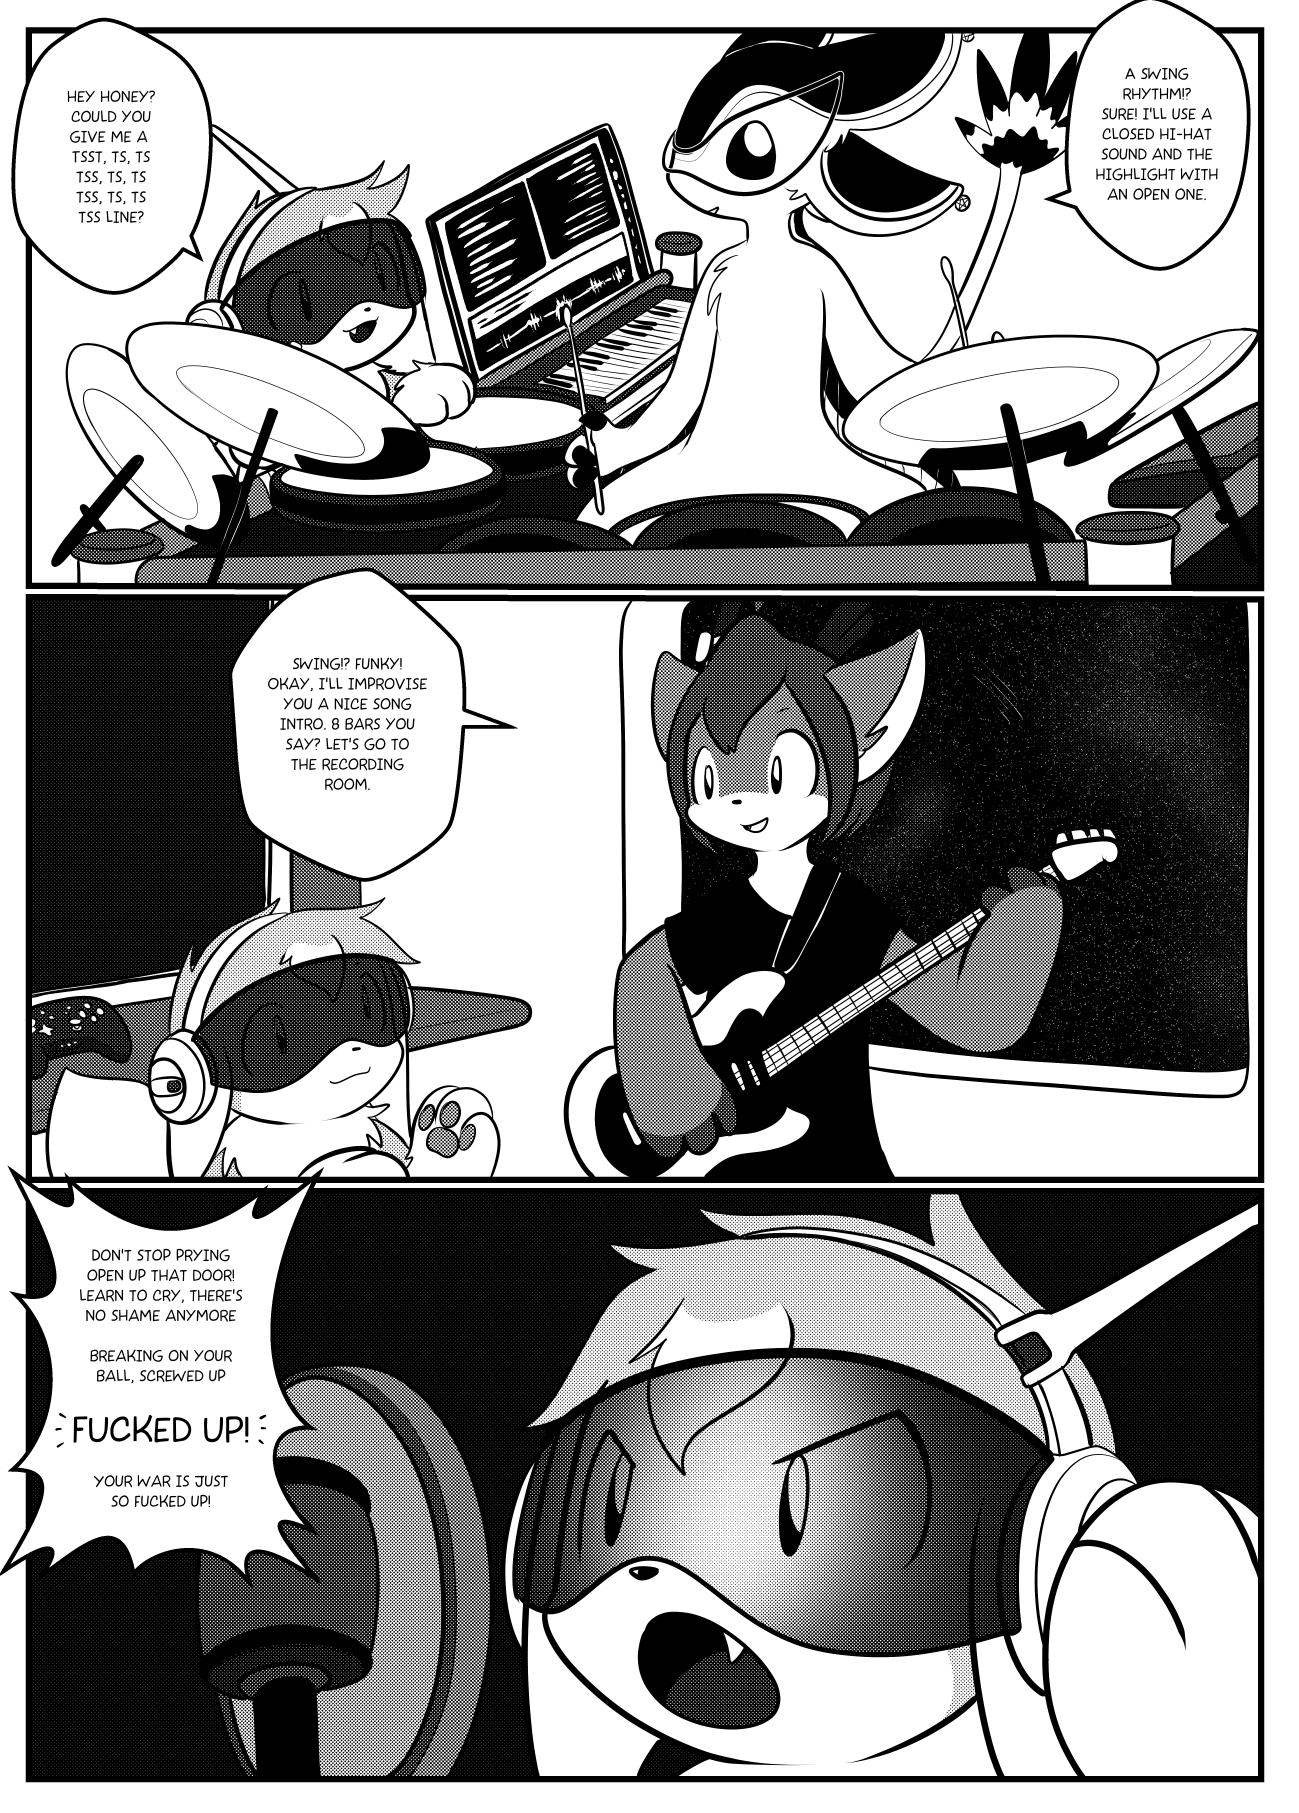 HEY HONEY?
COULD YOU
GIVE ME A
TSST, TS, TS
TSS, TS, TS
TSS, TS, TS
TSS LINE?
A SWING
RHYTHM!?
SURE! I'LL USE A
CLOSED HI-HAT
SOUND AND THE
HIGHLIGHT WITH
AN OPEN ONE.
SWING!? FUNKY!
OKAY, I'LL IMPROVISE
YOU A NICE SONG
INTRO. 8 BARS YOU
SAY? LET'S GO TO
THE RECORDING
ROOM.
DON'T STOP PRYING
OPEN UP THAT DOOR!
LEARN TO CRY, THERE'S
NO SHAME ANYMORE
BREAKING ON YOUR
BALL, SCREWED UP
FUCKED UP!
YOUR WAR IS JUST
SO FUCKED UP!